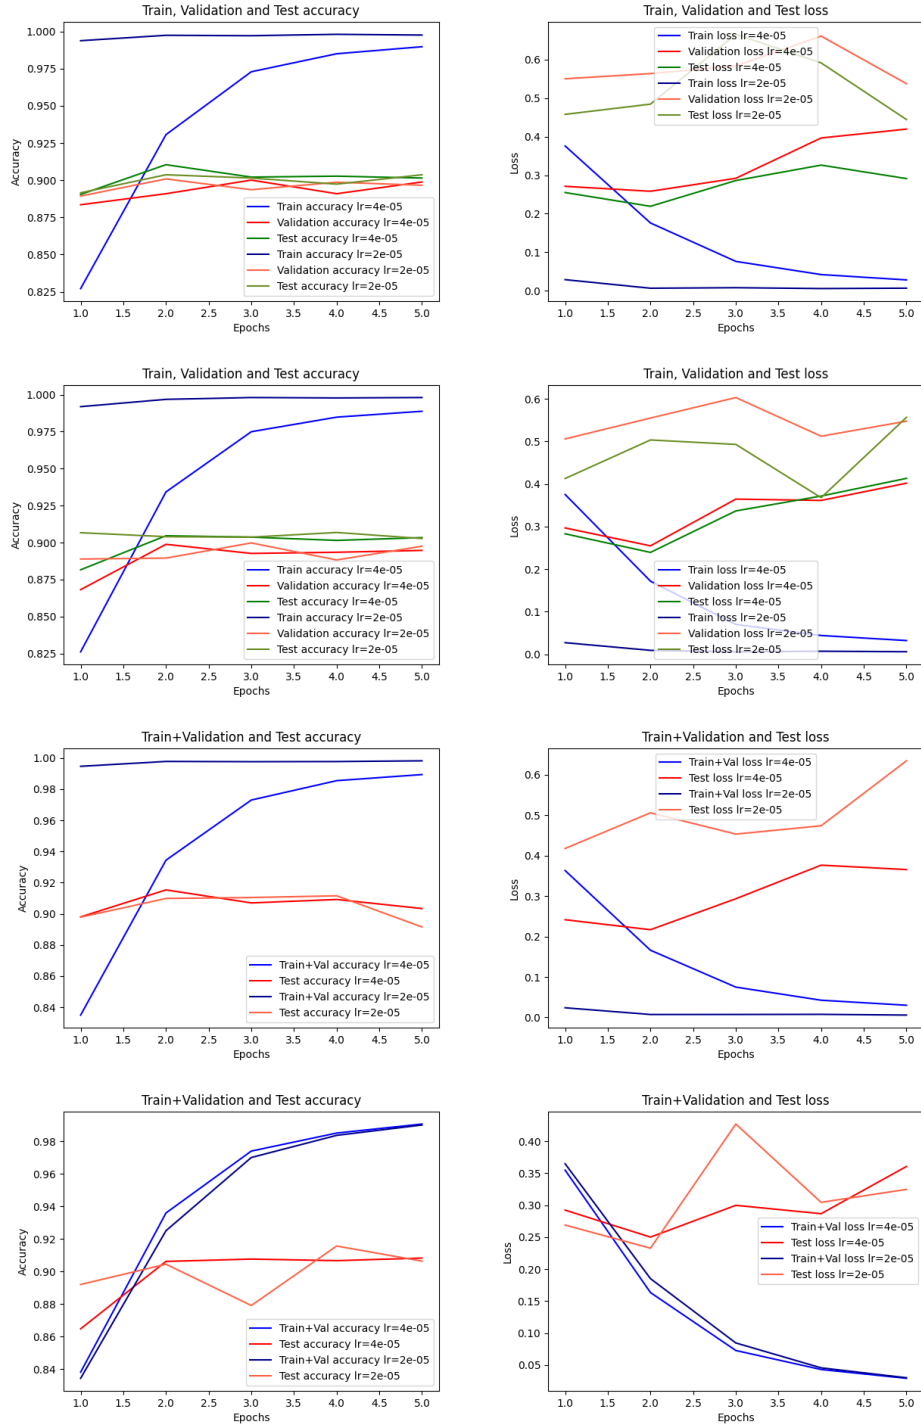 Train, Validation and Test accuracy
Accuracy
1.000
0.975
0.950
0.925
0.900
0.875
0.850
0.825
Train accuracy lr=4e-05
Validation accuracy lr=4e-05
Test accuracy lr=4e-05
Train accuracy lr=2e-05
Validation accuracy lr=2e-05
Test accuracy lr=2e-05
1.0 1.5 2.0 2.5 3.0 3.5 4.0 4.5 5.0
Epochs
Train, Validation and Test loss
Loss
0.6
0.5
0.4
0.3
0.2
0.1
0.0
Train loss lr=4e-05
Validation loss lr=4e-05
Test loss lr=4e-05
Train loss lr=2e-05
Validation loss lr=2e-05
Test loss lr=2e-05
1.0 1.5 2.0 2.5 3.0 3.5 4.0 4.5 5.0
Epochs
Train, Validation and Test accuracy
Accuracy
1.000
0.975
0.950
0.925
0.900
0.875
0.850
0.825
Train accuracy lr=4e-05
Validation accuracy lr=4e-05
Test accuracy lr=4e-05
Train accuracy lr=2e-05
Validation accuracy lr=2e-05
Test accuracy lr=2e-05
1.0 1.5 2.0 2.5 3.0 3.5 4.0 4.5 5.0
Epochs
Train, Validation and Test loss
Loss
0.6
0.5
0.4
0.3
0.2
0.1
0.0
Train loss lr=4e-05
Validation loss lr=4e-05
Test loss lr=4e-05
Train loss lr=2e-05
Validation loss lr=2e-05
Test loss lr=2e-05
1.0 1.5 2.0 2.5 3.0 3.5 4.0 4.5 5.0
Epochs
Train+Validation and Test accuracy
Accuracy
1.00
0.98
0.96
0.94
0.92
0.90
0.88
0.86
0.84
Train+Val accuracy lr=4e-05
Test accuracy lr=4e-05
Train+Val accuracy lr=2e-05
Test accuracy lr=2e-05
1.0 1.5 2.0 2.5 3.0 3.5 4.0 4.5 5.0
Epochs
Train+Validation and Test loss
Loss
0.6
0.5
0.4
0.3
0.2
0.1
0.0
Train+Val loss lr=4e-05
Test loss lr=4e-05
Train+Val loss lr=2e-05
Test loss lr=2e-05
1.0 1.5 2.0 2.5 3.0 3.5 4.0 4.5 5.0
Epochs
Train+Validation and Test accuracy
Accuracy
0.98
0.96
0.94
0.92
0.90
0.88
0.86
0.84
Train+Val accuracy lr=4e-05
Test accuracy lr=4e-05
Train+Val accuracy lr=2e-05
Test accuracy lr=2e-05
1.0 1.5 2.0 2.5 3.0 3.5 4.0 4.5 5.0
Epochs
Train+Validation and Test loss
Loss
0.40
0.35
0.30
0.25
0.20
0.15
0.10
0.05
Train+Val loss lr=4e-05
Test loss lr=4e-05
Train+Val loss lr=2e-05
Test loss lr=2e-05
1.0 1.5 2.0 2.5 3.0 3.5 4.0 4.5 5.0
Epochs